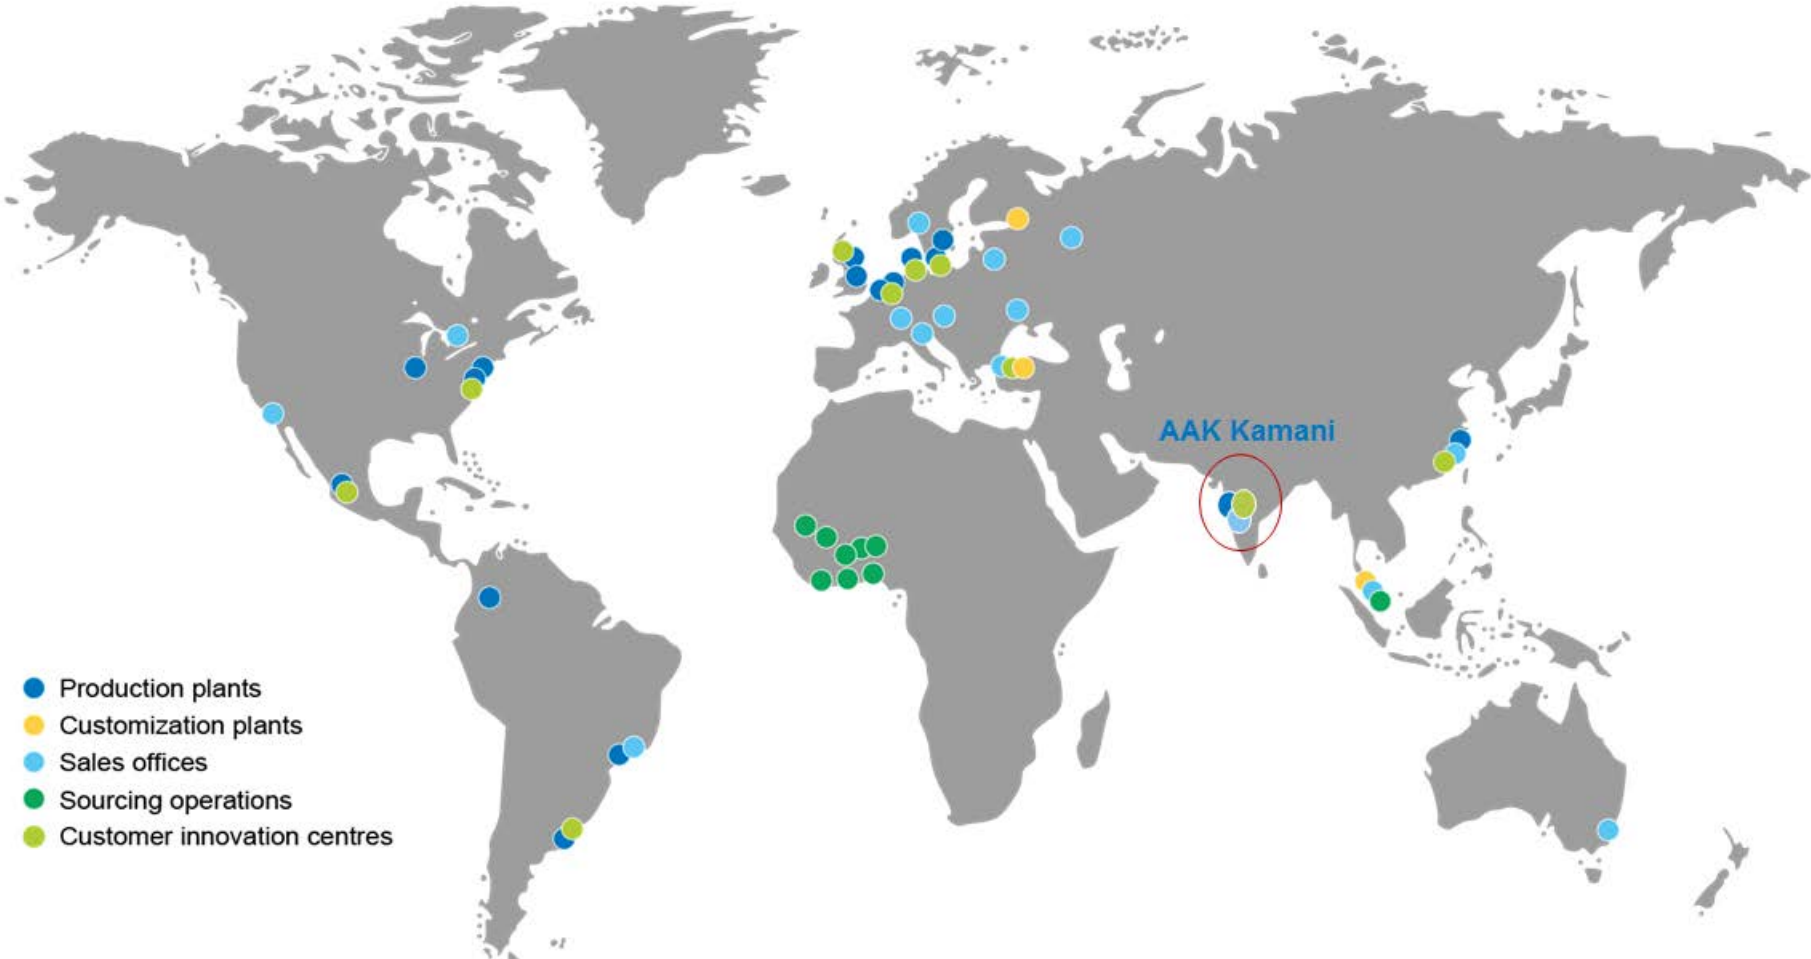 AAK Kamani
Production plants
Customization plants
Sales offices
Sourcing operations
Customer innovation centres